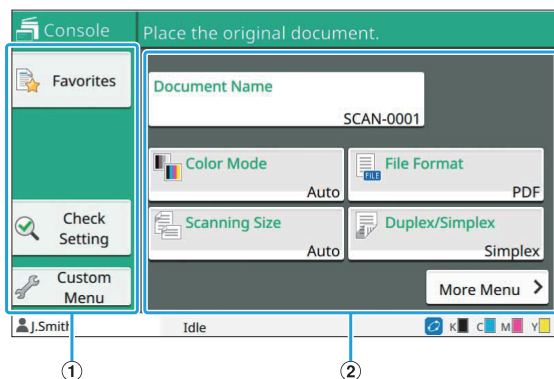 Console
Place the original document.
Favorites
Check
Setting
Custom
Menu
Document Name
SCAN-0001
Color Mode
Auto
File Format
FILE
PDF
Scanning Size
Auto
Duplex/Simplex
Simplex
More Menu >
J.Smith
Idle
K C M Y
① ②